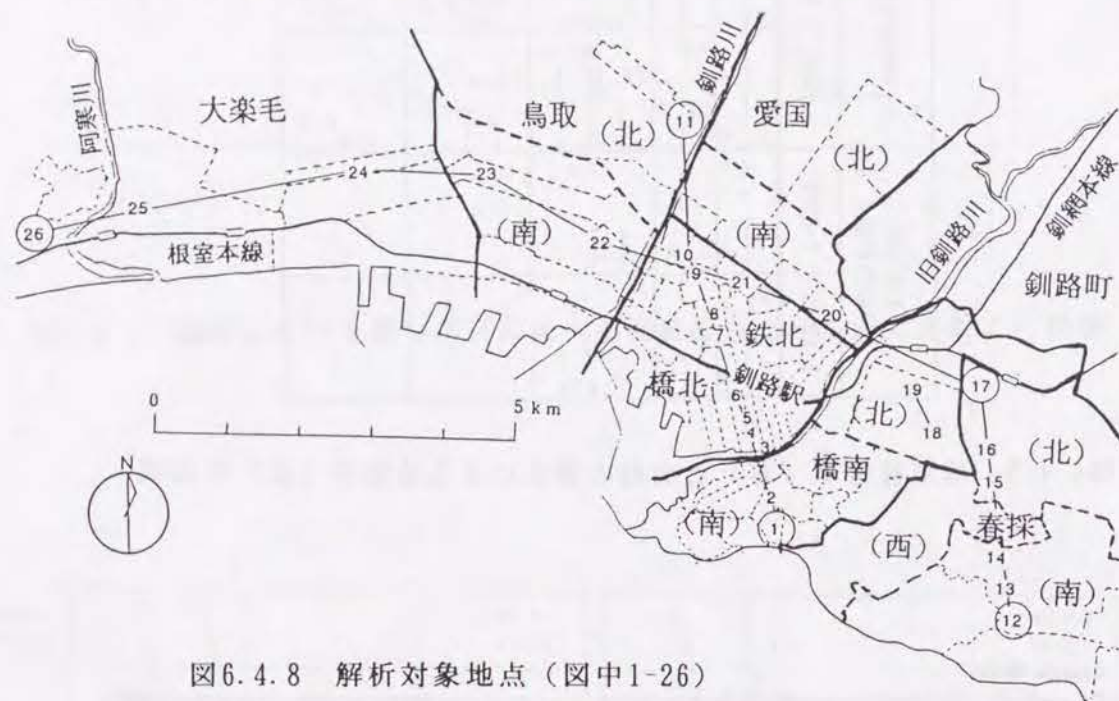 釧路川
阿寒川
大楽毛
鳥取
（北）
11
愛国
（北）
旧釧路川
釧網本線
釧路町
26
25
24
23
（南）
22
根室本線
10
9
8
7
21
（南）
20
鉄北
橋北
釧路駅
6
5
4
3
2
1
（南）
（北）
19
18
橋南
17
16
15
（北）
春採
（西）
14
13
12
（南）
0
5 km
N
図6.4.8 解析対象地点（図中1-26）